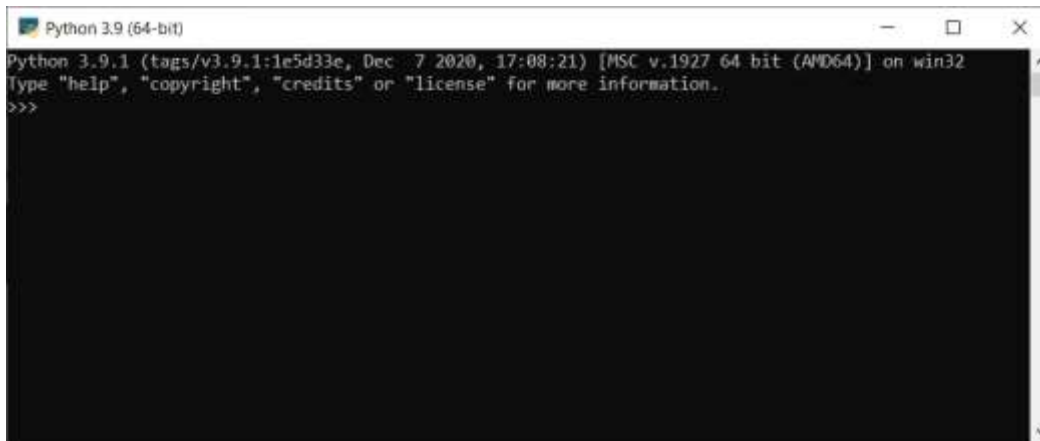 Python 3.9 (64-bit)
Python 3.9.1 (tags/v3.9.1:1e5d33e, Dec  7 2020, 17:08:21) [MSC v.1927 64 bit (AMD64)] on win32
Type "help", "copyright", "credits" or "license" for more information.
>>>